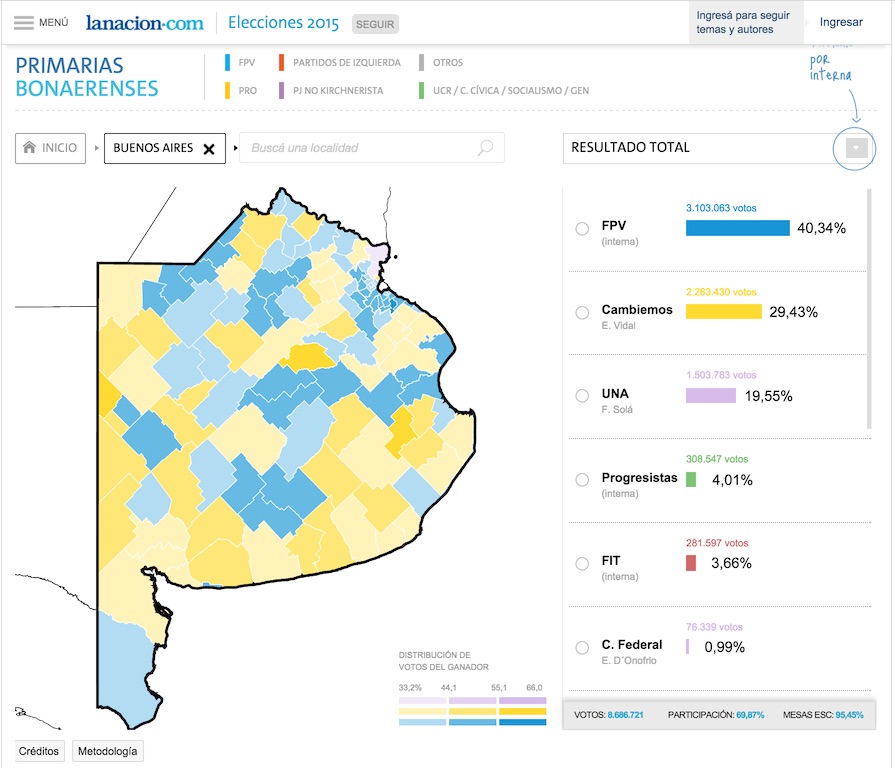 MENÚ
lanacion.com
Elecciones 2015
SEGUIR
Ingresá para seguir
temas y autores
Ingresar
PRIMARIAS
BONAERENSES
FPV
PARTIDOS DE IZQUIERDA
OTROS
PRO
PJ NO KIRCHNERISTA
UCR / C. CÍVICA / SOCIALISMO / GEN
por
interna
INICIO
BUENOS AIRES
Buscá una localidad
RESULTADO TOTAL
3.103.063 votos
FPV
40,34%
(interna)
2.263.430 votos
Cambiemos
29,43%
E. Vidal
1.503.783 votos
UNA
19,55%
F. Solá
308.547 votos
Progresistas
4,01%
(interna)
281.597 votos
FIT
3,66%
(interna)
76.339 votos
C. Federal
0,99%
E. D´Onofrio
DISTRIBUCIÓN DE
VOTOS DEL GANADOR
33,2% 44,1 55,1 66,0
VOTOS: 8.686.721 PARTICIPACIÓN: 69,87% MESAS ESC: 95,45%
Créditos
Metodología